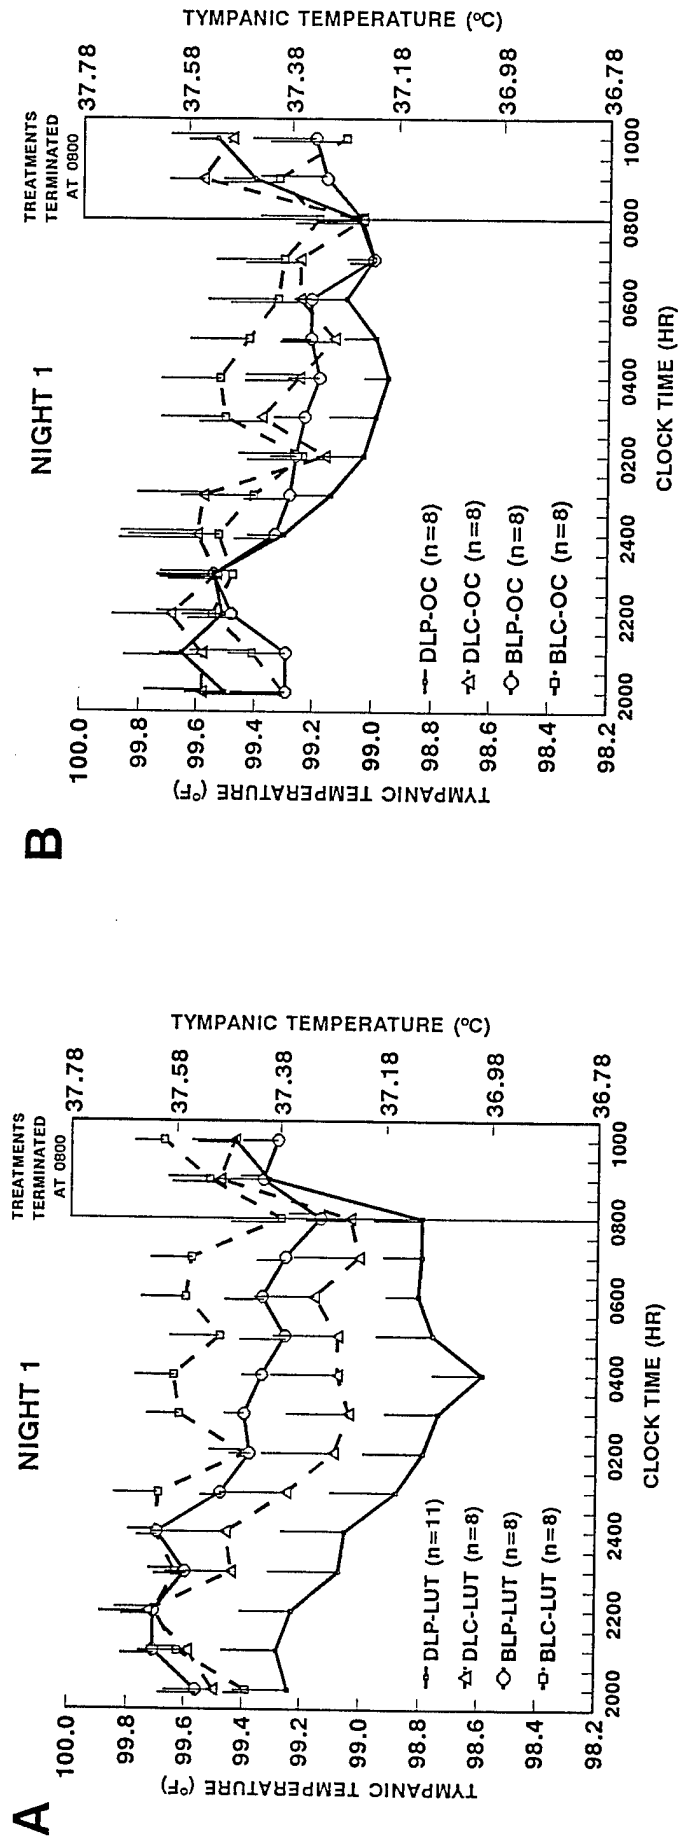 A
NIGHT 1
TREATMENTS
TERMINATED
AT 0800
TYMPANIC TEMPERATURE (°F)
100.0
99.8
99.6
99.4
99.2
99.0
98.8
98.6
98.4
98.2
TYMPANIC TEMPERATURE (°C)
37.78
37.58
37.38
37.18
36.98
36.78
DLP-LUT (n=11)
DLC-LUT (n=8)
BLP-LUT (n=8)
BLC-LUT (n=8)
2000 2200 2400 0200 0400 0600 0800 1000
CLOCK TIME (HR)
B
NIGHT 1
TREATMENTS
TERMINATED
AT 0800
TYMPANIC TEMPERATURE (°F)
100.0
99.8
99.6
99.4
99.2
99.0
98.8
98.6
98.4
98.2
TYMPANIC TEMPERATURE (°C)
37.78
37.58
37.38
37.18
36.98
36.78
DLP-OC (n=8)
DLC-OC (n=8)
BLP-OC (n=8)
BLC-OC (n=8)
2000 2200 2400 0200 0400 0600 0800 1000
CLOCK TIME (HR)